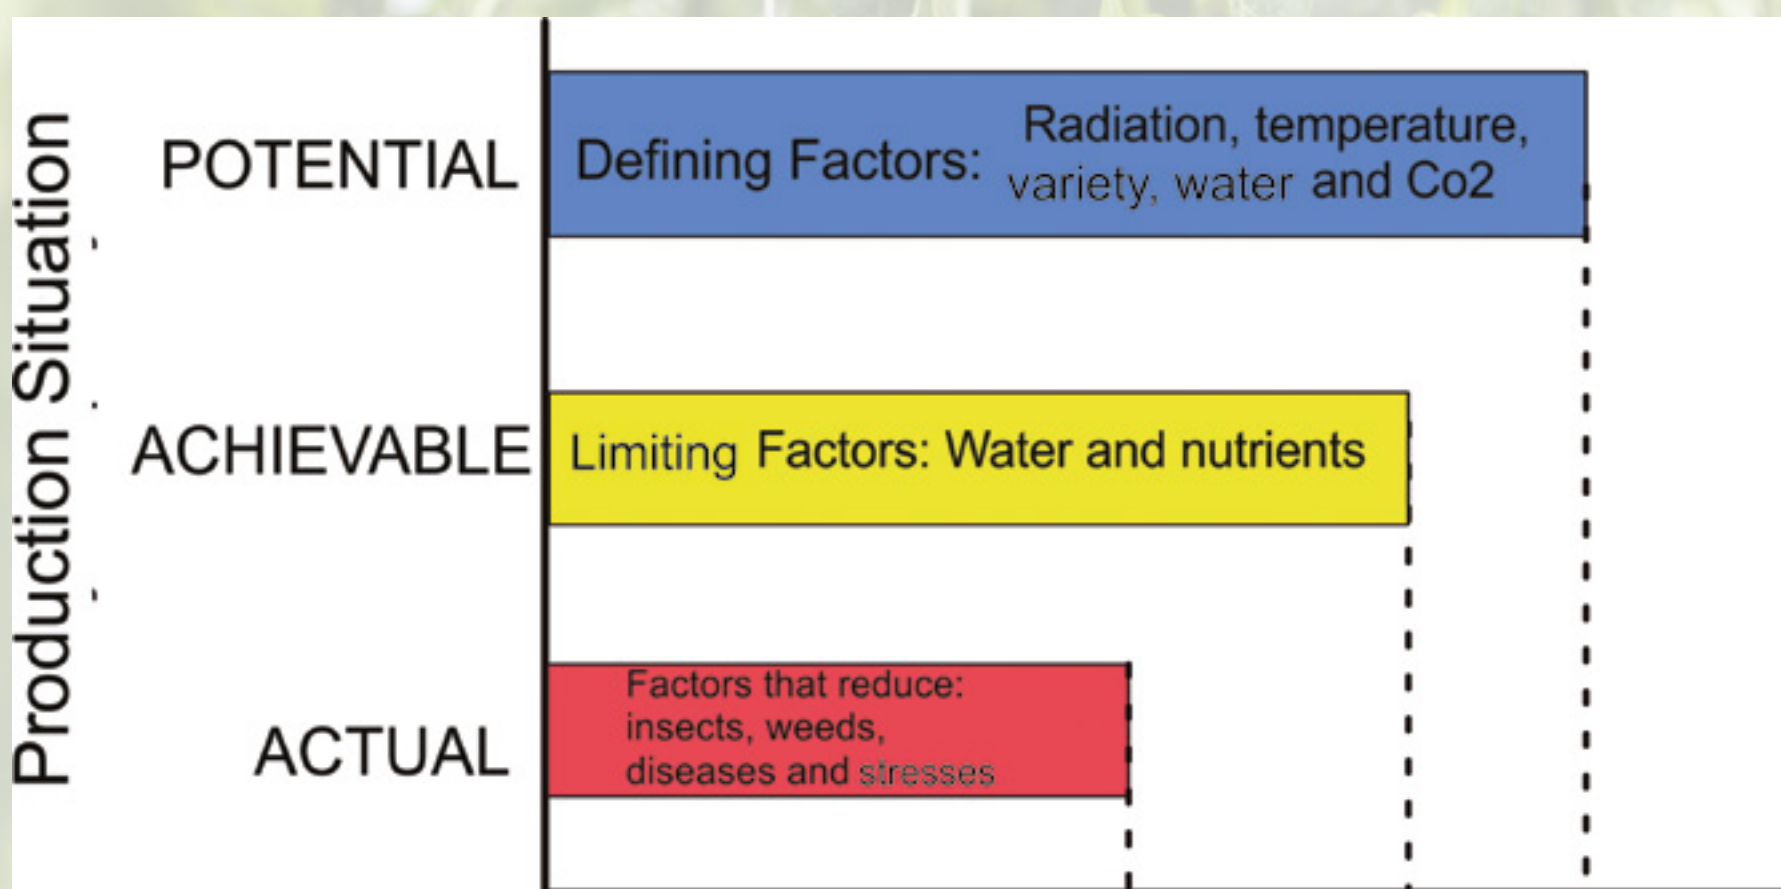 Production Situation
POTENTIAL
Defining Factors:
Radiation, temperature,
variety, water and Co2
ACHIEVABLE
Limiting Factors: Water and nutrients
ACTUAL
Factors that reduce:
insects, weeds,
diseases and stresses